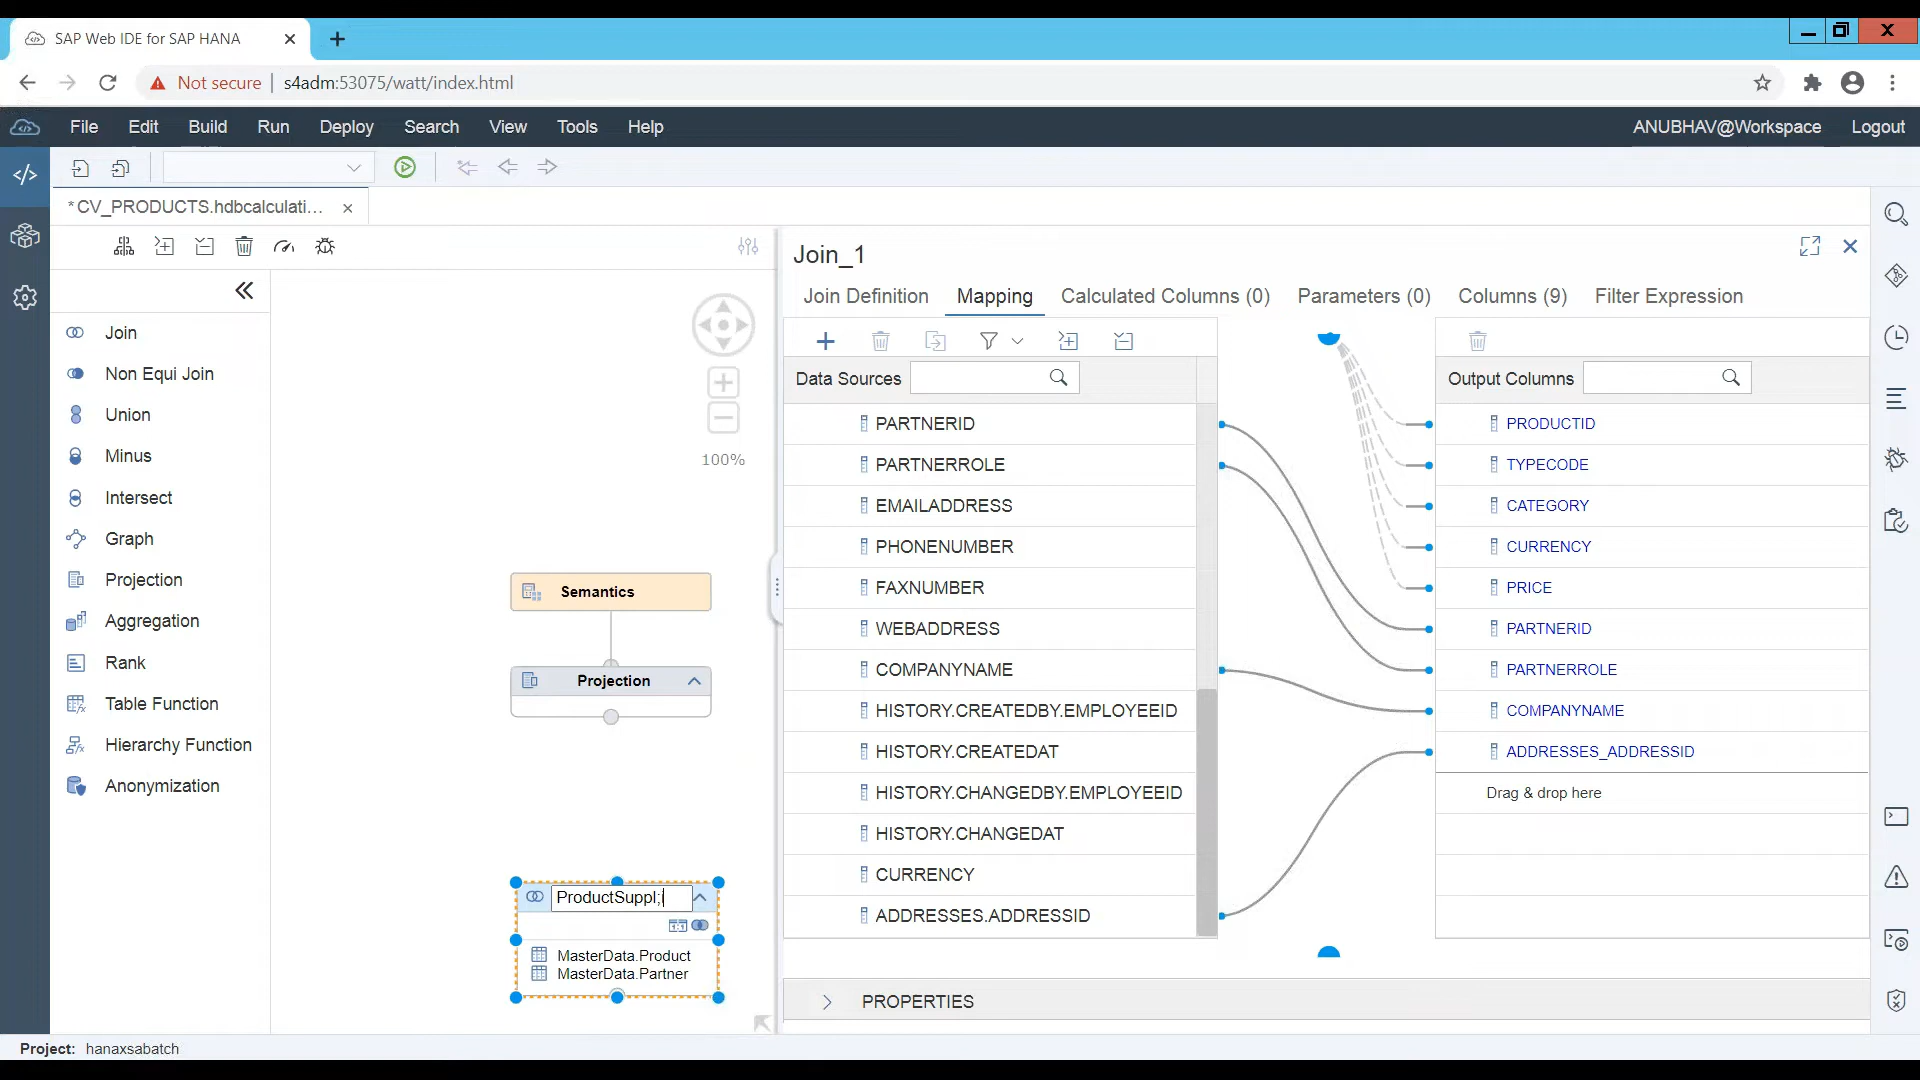 SAP Web IDE for SAP HANA
Not secure
s4adm:53075/watt/index.html
File Edit Build Run Deploy Search View Tools Help
ANUBHAV@Workspace Logout
*CV_PRODUCTS.hdbcalculati...
Join
Non Equi Join
Union
Minus
Intersect
Graph
Projection
Aggregation
Rank
Table Function
Hierarchy Function
Anonymization
100%
Semantics
Projection
ProductSuppl;i
1:1
MasterData.Product
MasterData.Partner
Join_1
Join Definition Mapping Calculated Columns (0) Parameters (0) Columns (9) Filter Expression
Data Sources
PARTNERID
PARTNERROLE
EMAILADDRESS
PHONENUMBER
FAXNUMBER
WEBADDRESS
COMPANYNAME
HISTORY.CREATEDBY.EMPLOYEEID
HISTORY.CREATEDAT
HISTORY.CHANGEDBY.EMPLOYEEID
HISTORY.CHANGEDAT
CURRENCY
ADDRESSES.ADDRESSID
Output Columns
PRODUCTID
TYPECODE
CATEGORY
CURRENCY
PRICE
PARTNERID
PARTNERROLE
COMPANYNAME
ADDRESSES_ADDRESSID
Drag & drop here
PROPERTIES
Project: hanaxsabatch